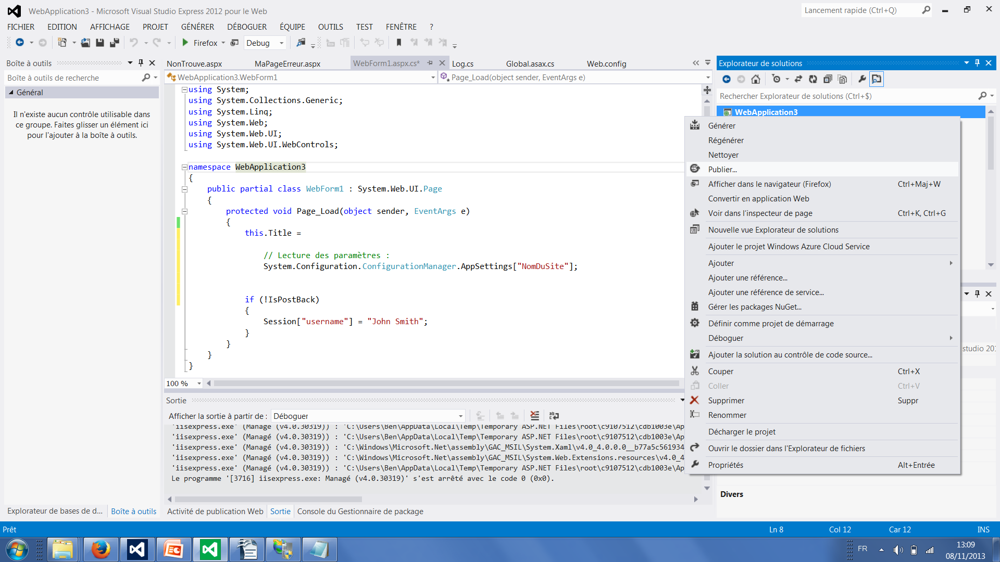 WebApplication3 - Microsoft Visual Studio Express 2012 pour le Web
Lancement rapide (Ctrl+Q)
FICHIER EDITION AFFICHAGE PROJET GÉNÉRER DÉBOGUER ÉQUIPE OUTILS TEST FENÊTRE ?
Firefox Debug
Boîte à outils
Boîte à outils de recherche
Général
Il n'existe aucun contrôle utilisable dans
ce groupe. Faites glisser un élément ici
pour l'ajouter à la boîte à outils.
NonTrouve.aspx MaPageErreur.aspx WebForm1.aspx.cs* Log.cs Global.asax.cs Web.config
WebApplication3.WebForm1 Page_Load(object sender, EventArgs e)
using System;
using System.Collections.Generic;
using System.Linq;
using System.Web;
using System.Web.UI;
using System.Web.UI.WebControls;
namespace WebApplication3
{
public partial class WebForm1 : System.Web.UI.Page
{
protected void Page_Load(object sender, EventArgs e)
{
this.Title =
// Lecture des paramètres :
System.Configuration.ConfigurationManager.AppSettings["NomDuSite"];
if (!IsPostBack)
{
Session["username"] = "John Smith";
}
}
}
}
100 %
Sortie
Afficher la sortie à partir de : Déboguer
'iisexpress.exe' (Managé (v4.0.30319)) : 'C:\Users\Ben\AppData\Local\Temp\Temporary ASP.NET Files\root\c9107512\cdb1003e\Ap
'iisexpress.exe' (Managé (v4.0.30319)) : 'C:\Users\Ben\AppData\Local\Temp\Temporary ASP.NET Files\root\c9107512\cdb1003e\Ap
'iisexpress.exe' (Managé (v4.0.30319)) : 'C:\Windows\Microsoft.Net\assembly\GAC_MSIL\System.Xaml\v4.0_4.0.0.0__b77a5c561934
'iisexpress.exe' (Managé (v4.0.30319)) : 'C:\Windows\Microsoft.Net\assembly\GAC_MSIL\System.Web.Extensions.resources\v4.0_4
'iisexpress.exe' (Managé (v4.0.30319)) : 'C:\Users\Ben\AppData\Local\Temp\Temporary ASP.NET Files\root\c9107512\cdb1003e\Ap
Le programme '[3716] iisexpress.exe: Managé (v4.0.30319)' s'est arrêté avec le code 0 (0x0).
Explorateur de bases de d... Boîte à outils
Activité de publication Web Sortie Console du Gestionnaire de package
Explorateur de solutions
Rechercher Explorateur de solutions (Ctrl+$)
WebApplication3
Générer
Régénérer
Nettoyer
Publier...
Afficher dans le navigateur (Firefox) Ctrl+Maj+W
Convertir en application Web
Voir dans l'inspecteur de page Ctrl+K, Ctrl+G
Nouvelle vue Explorateur de solutions
Ajouter le projet Windows Azure Cloud Service
Ajouter
Ajouter une référence...
Ajouter une référence de service...
Gérer les packages NuGet...
Définir comme projet de démarrage
Déboguer
Ajouter la solution au contrôle de code source...
Couper Ctrl+X
Coller Ctrl+V
Supprimer Suppr
Renommer
Décharger le projet
Ouvrir le dossier dans l'Explorateur de fichiers
Propriétés Alt+Entrée
studio 201
Divers
Prêt Ln 8 Col 12 Car 12 INS
FR 13:09
08/11/2013